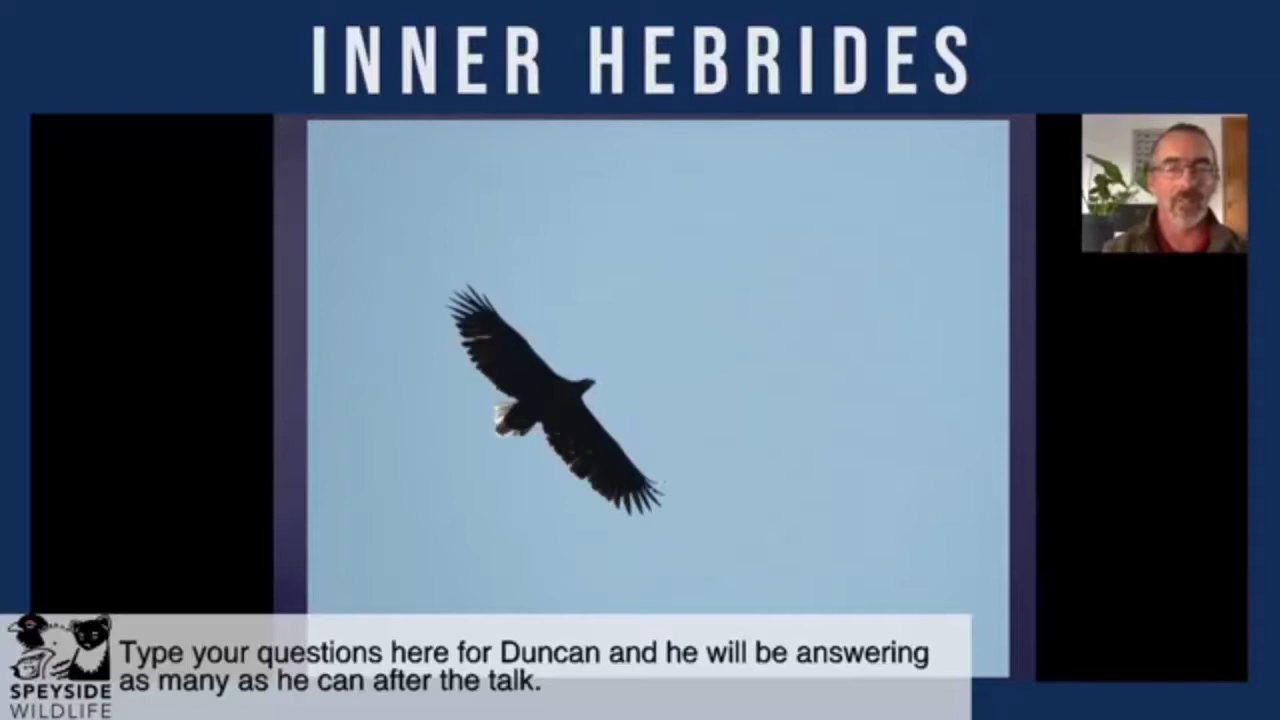 INNER HEBRIDES
Type your questions here for Duncan and he will be answering
as many as he can after the talk.
SPEYSIDE
WILDLIFE